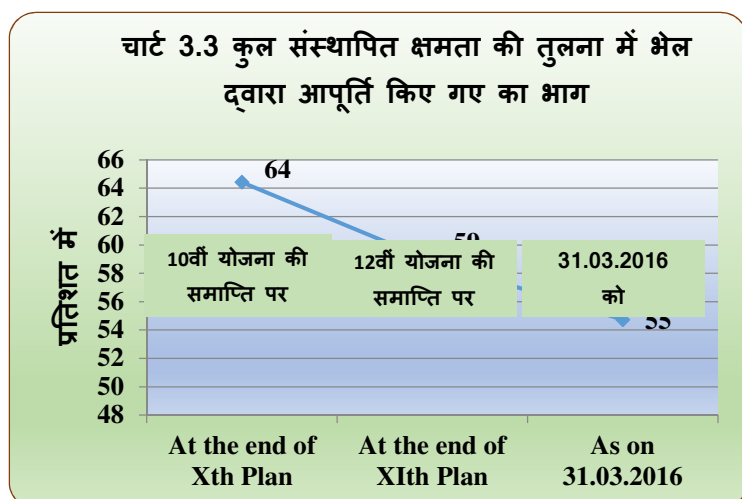 चार्ट 3.3 कुल संस्थापित क्षमता की तुलना में भेल
द्वारा आपूर्ति किए गए का भाग
प्रतिशत में
66
64
62
60
58
56
54
52
50
48
64
59
55
10वीं योजना की
समाप्ति पर
12वीं योजना की
समाप्ति पर
31.03.2016
को
At the end of
Xth Plan
At the end of
XIth Plan
As on
31.03.2016